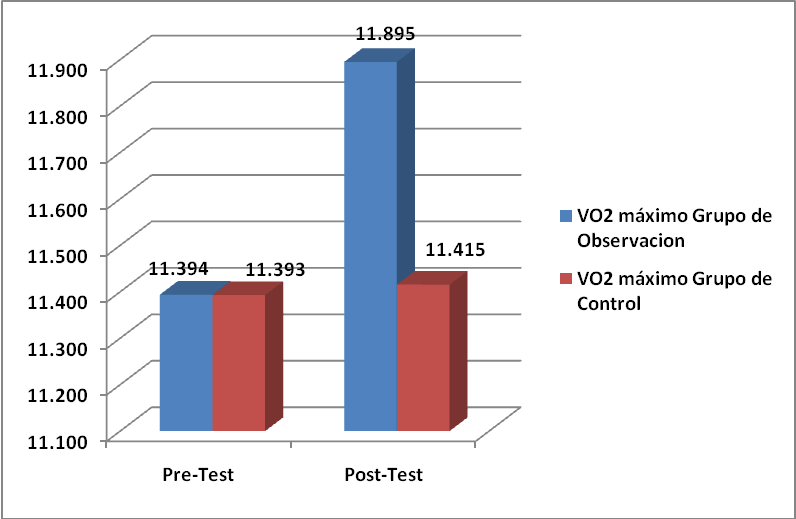 11.895
11.900
11.800
11.700
11.600
11.500
11.400
11.300
11.200
11.100
11.394
11.393
11.415
Pre-Test
Post-Test
VO2 máximo Grupo de
Observacion
VO2 máximo Grupo de
Control